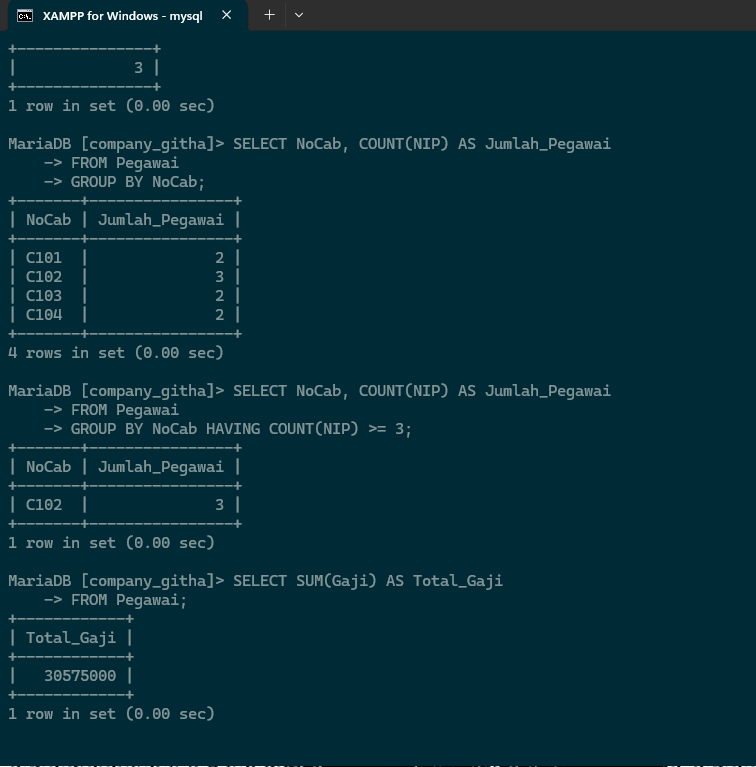 XAMPP for Windows - mysql
+---------------+
|             3 |
+---------------+
1 row in set (0.00 sec)
MariaDB [company_githa]> SELECT NoCab, COUNT(NIP) AS Jumlah_Pegawai
    -> FROM Pegawai
    -> GROUP BY NoCab;
+-------+----------------+
| NoCab | Jumlah_Pegawai |
+-------+----------------+
| C101  |              2 |
| C102  |              3 |
| C103  |              2 |
| C104  |              2 |
+-------+----------------+
4 rows in set (0.00 sec)
MariaDB [company_githa]> SELECT NoCab, COUNT(NIP) AS Jumlah_Pegawai
    -> FROM Pegawai
    -> GROUP BY NoCab HAVING COUNT(NIP) >= 3;
+-------+----------------+
| NoCab | Jumlah_Pegawai |
+-------+----------------+
| C102  |              3 |
+-------+----------------+
1 row in set (0.00 sec)
MariaDB [company_githa]> SELECT SUM(Gaji) AS Total_Gaji
    -> FROM Pegawai;
+------------+
| Total_Gaji |
+------------+
|   30575000 |
+------------+
1 row in set (0.00 sec)